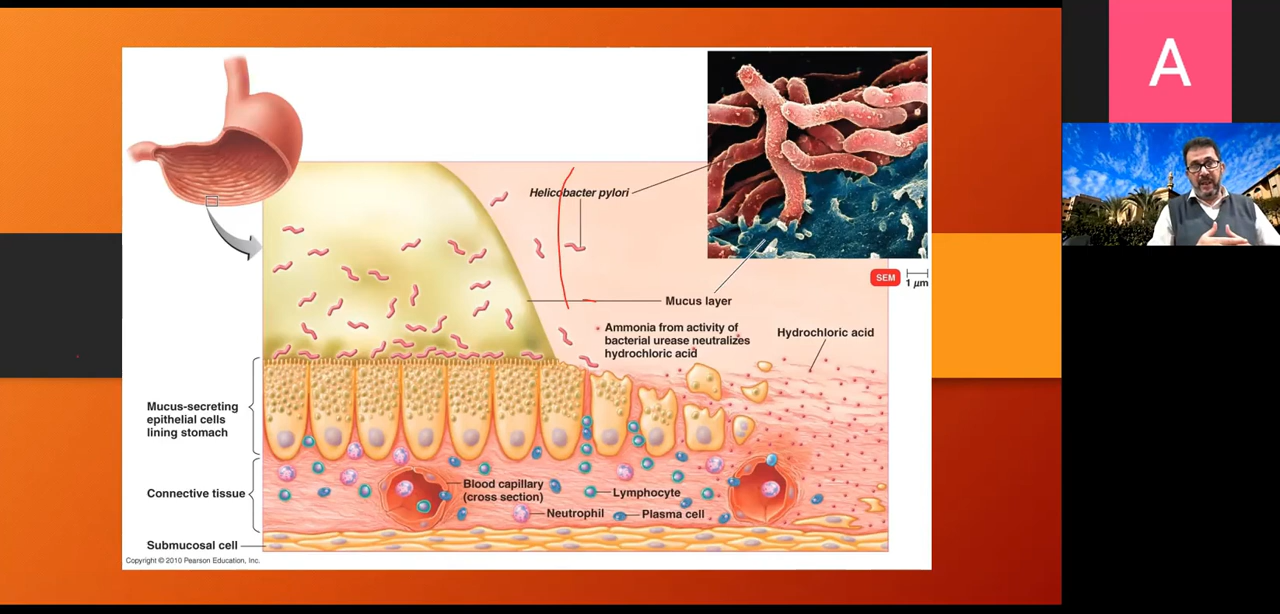 A
Helicobacter pylori
SEM
1 µm
Mucus layer
Ammonia from activity of
bacterial urease neutralizes
hydrochloric acid
Hydrochloric acid
Mucus-secreting
epithelial cells
lining stomach
Connective tissue
Blood capillary
(cross section)
Lymphocyte
Neutrophil
Plasma cell
Submucosal cell
Copyright © 2010 Pearson Education, Inc.